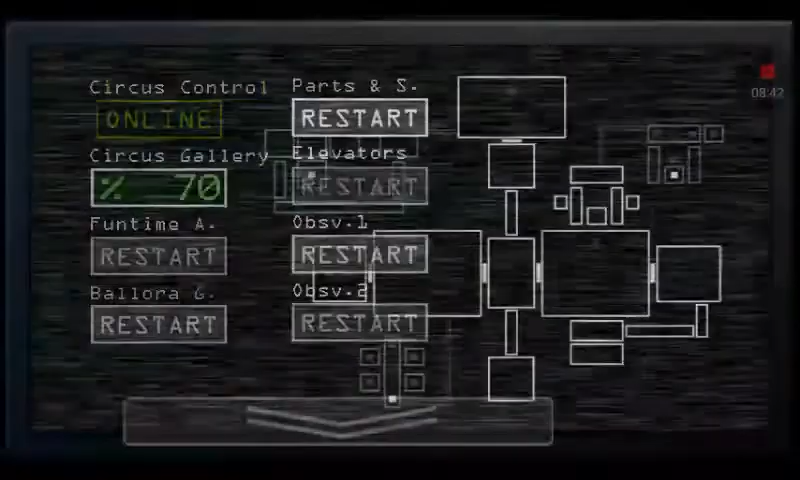 Circus Control
ONLINE
Circus Gallery
% 70
Funtime A.
RESTART
Ballora G.
RESTART
Parts & S.
RESTART
Elevators
RESTART
Obsv.1
RESTART
Obsv.2
RESTART
08:42